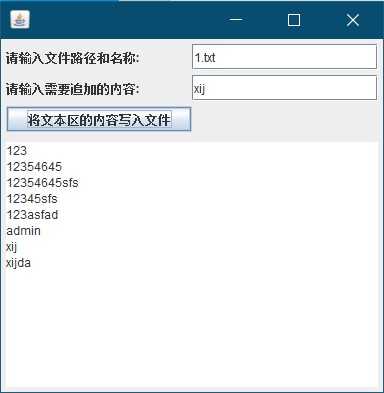 请输入文件路径和名称: 1.txt
请输入需要追加的内容: xij
将文本区的内容写入文件
123
12354645
12354645sfs
12345sfs
123asfad
admin
xij
xijda